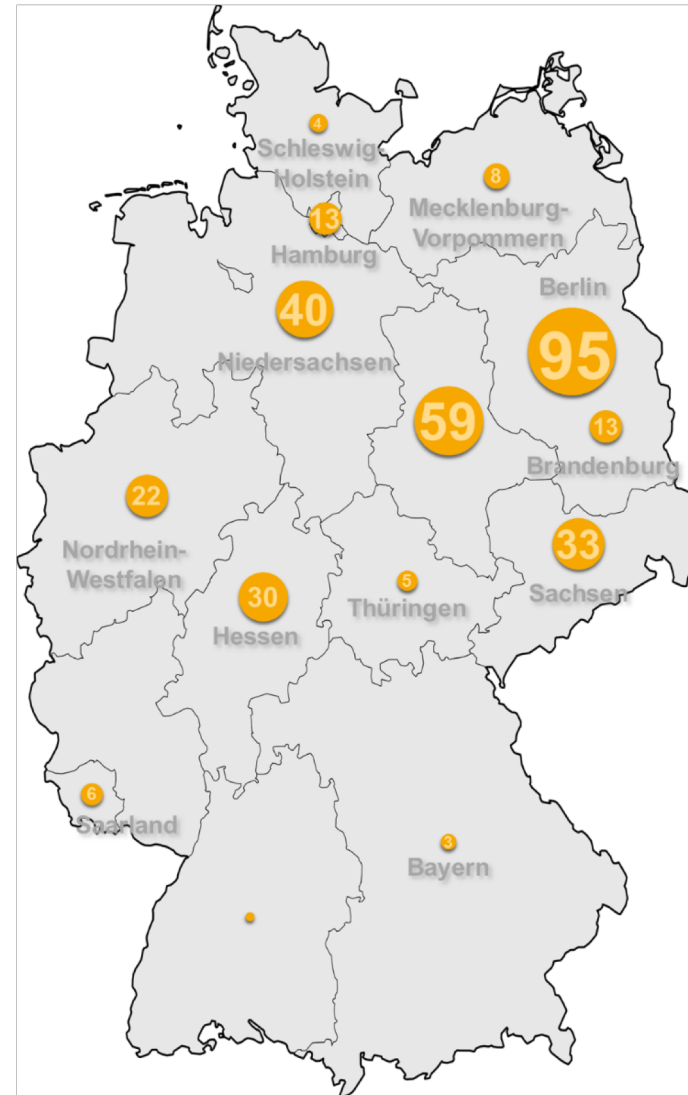 4
Schleswig-
Holstein
8
Mecklenburg-
Vorpommern
13
Hamburg
Berlin
40
95
Niedersachsen
59
13
Brandenburg
22
Nordrhein-
Westfalen
33
Sachsen
5
Thüringen
30
Hessen
6
Saarland
3
Bayern